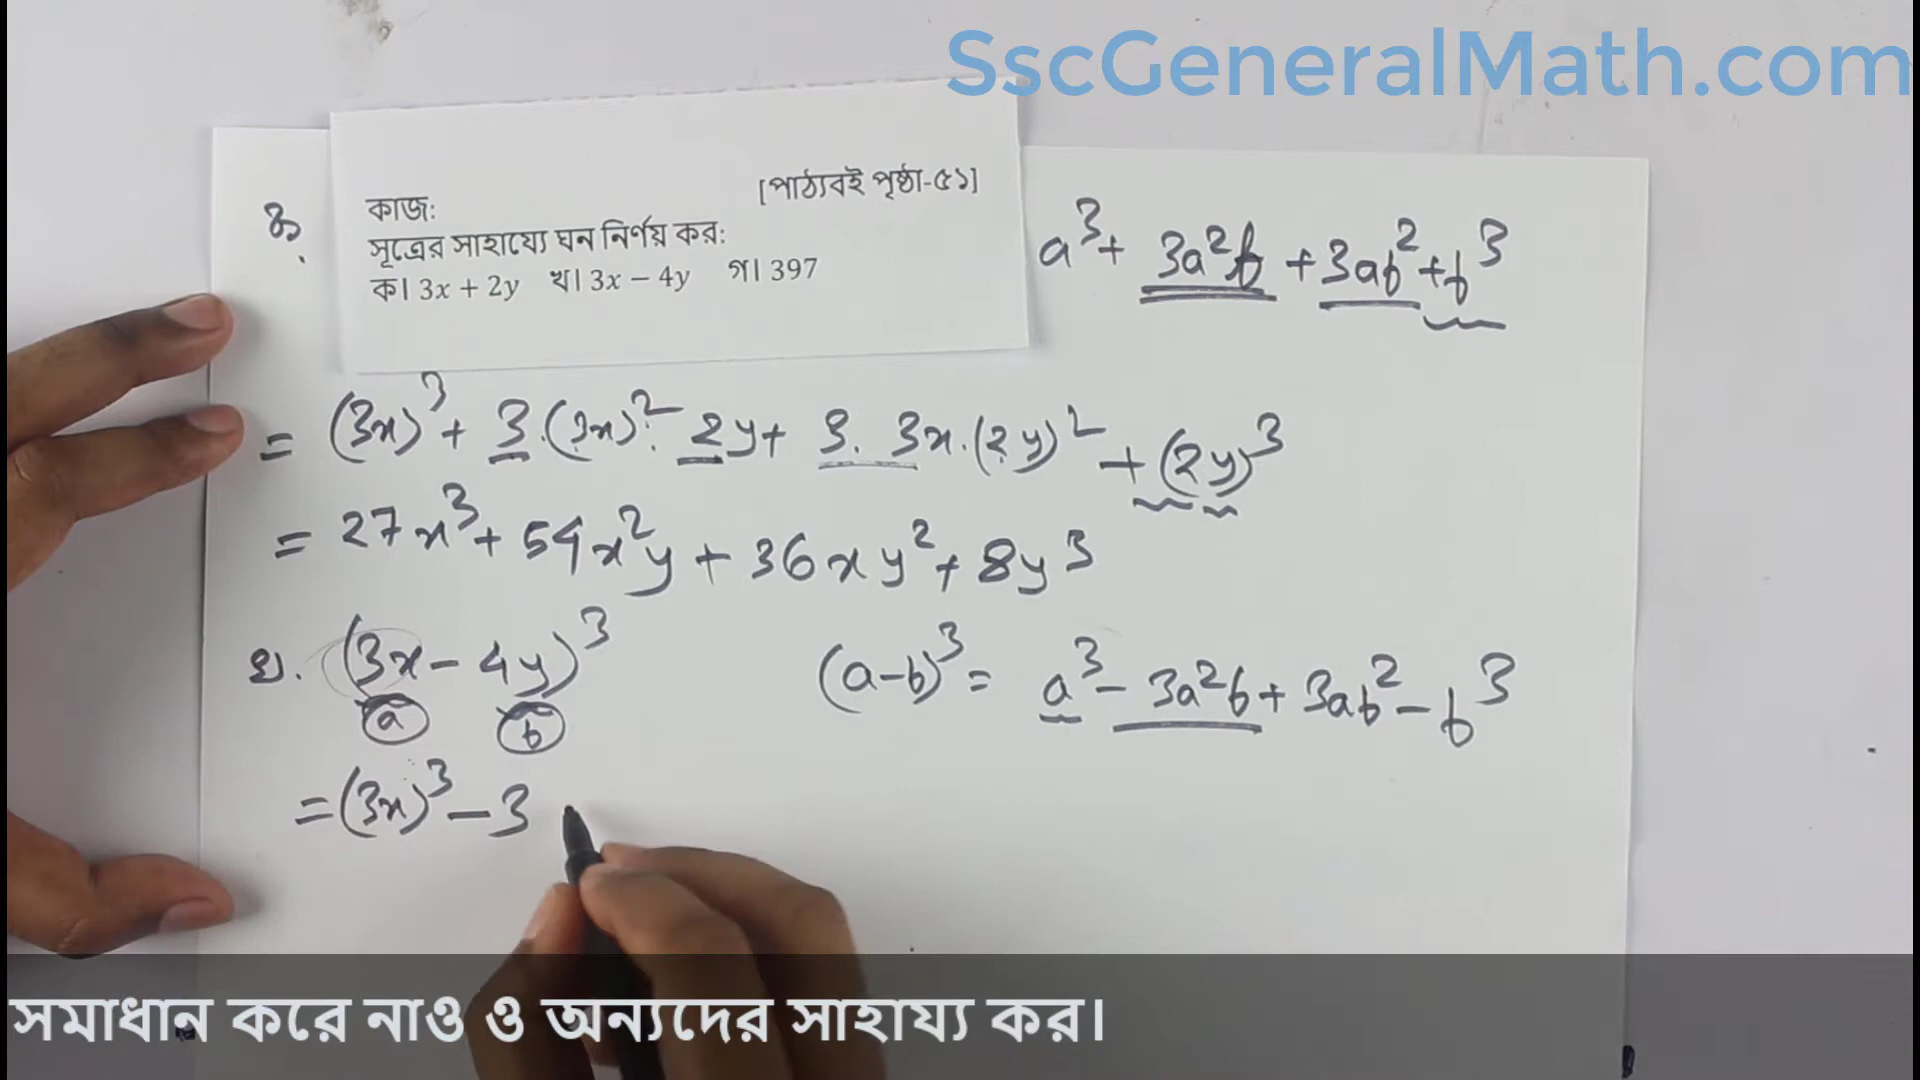 SscGeneralMath.com
[পাঠ্যবই পৃষ্ঠা-৫১]
কাজ:
সূত্রের সাহায্যে ঘন নির্ণয় কর:
ক। 3x + 2y খ। 3x − 4y গ। 397
ক.
a³ + 3a²b + 3ab² + b³
= (3x)³ + 3.(3x)². 2y + 3. 3x.(2y)² + (2y)³
= 27x³ + 54x²y + 36xy² + 8y³
খ. (3x − 4y)³ (a−b)³ = a³ − 3a²b + 3ab² − b³
a b
= (3x)³ − 3
সমাধান করে নাও ও অন্যদের সাহায্য কর।